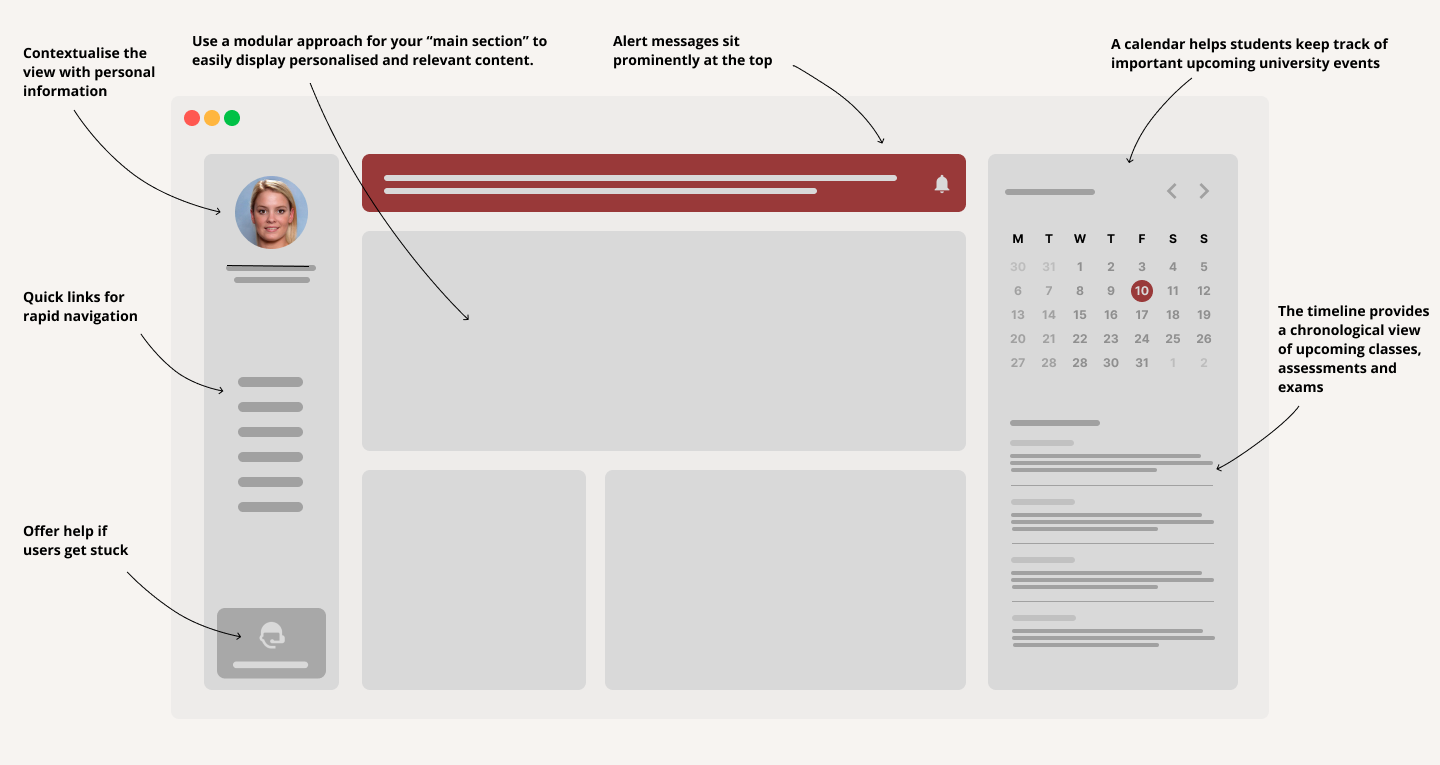 Contextualise the
view with personal
information
Use a modular approach for your “main section” to
easily display personalised and relevant content.
Alert messages sit
prominently at the top
A calendar helps students keep track of
important upcoming university events
M T W T F S S
30 31 1 2 3 4 5
6 7 8 9 10 11 12
13 14 15 16 17 18 19
20 21 22 23 24 25 26
27 28 28 30 31 1 2
Quick links for
rapid navigation
The timeline provides
a chronological view
of upcoming classes,
assessments and
exams
Offer help if
users get stuck